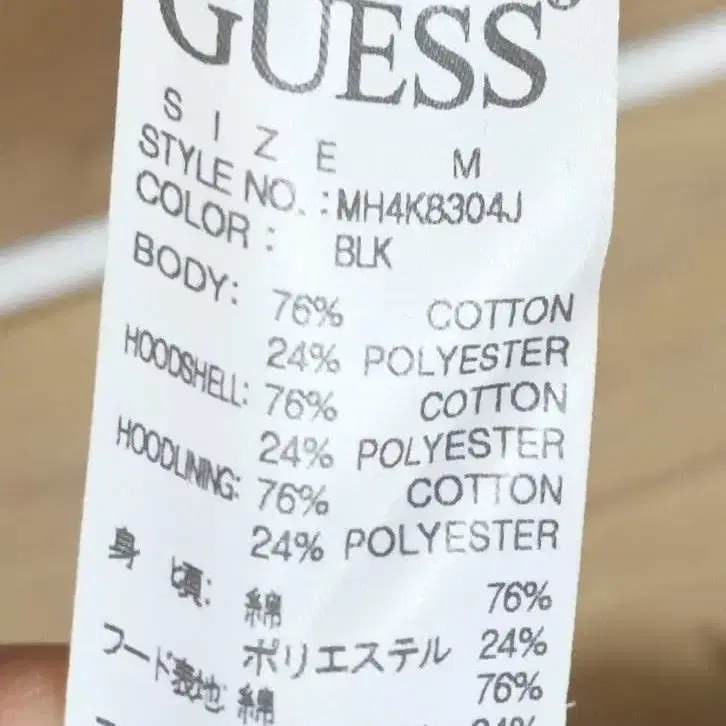 GUESS®
SIZE M
STYLE NO. : MH4K8304J
COLOR : BLK
BODY: 76% COTTON
24% POLYESTER
HOODSHELL: 76% COTTON
24% POLYESTER
HOODLINING: 76% COTTON
24% POLYESTER
身 頃: 綿 76%
ポリエステル 24%
フード表地: 綿 76%
24%